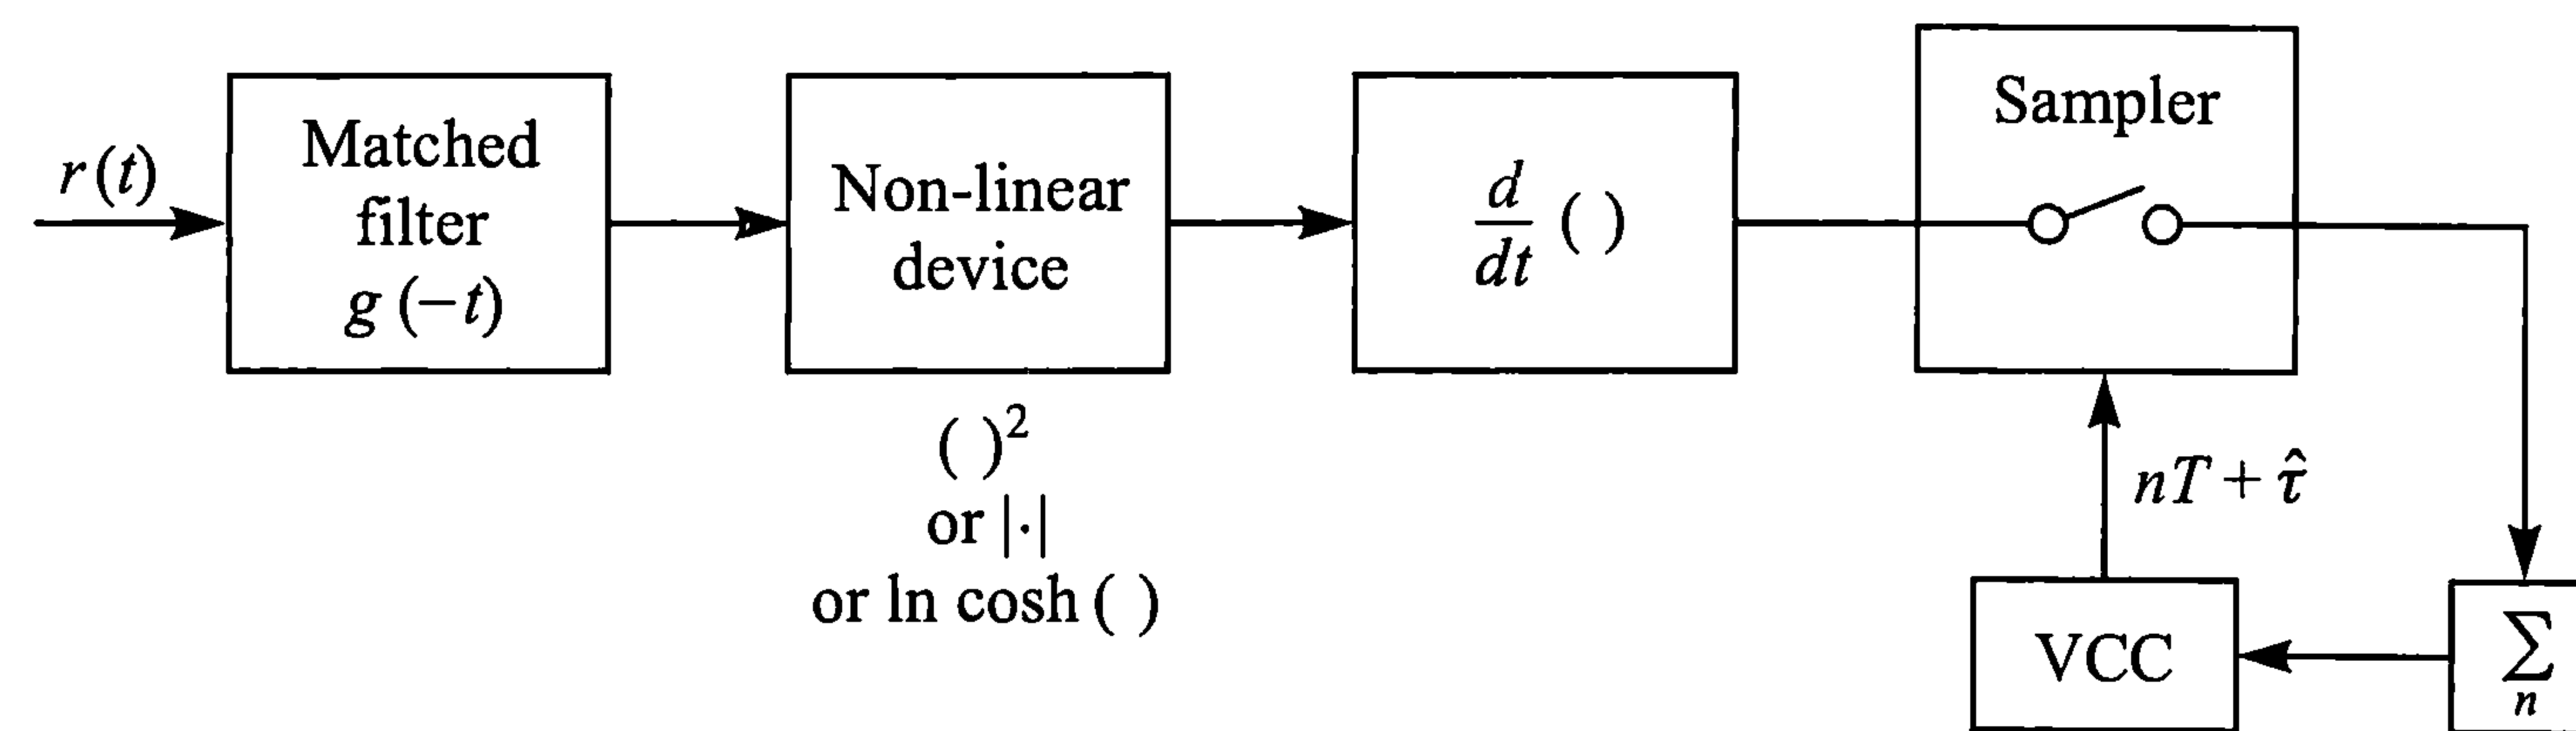 r(t)
Matched
filter
g(−t)
Non-linear
device
( )²
or |·|
or ln cosh ( )
d/dt ( )
Sampler
nT + τ̂
VCC
∑
n